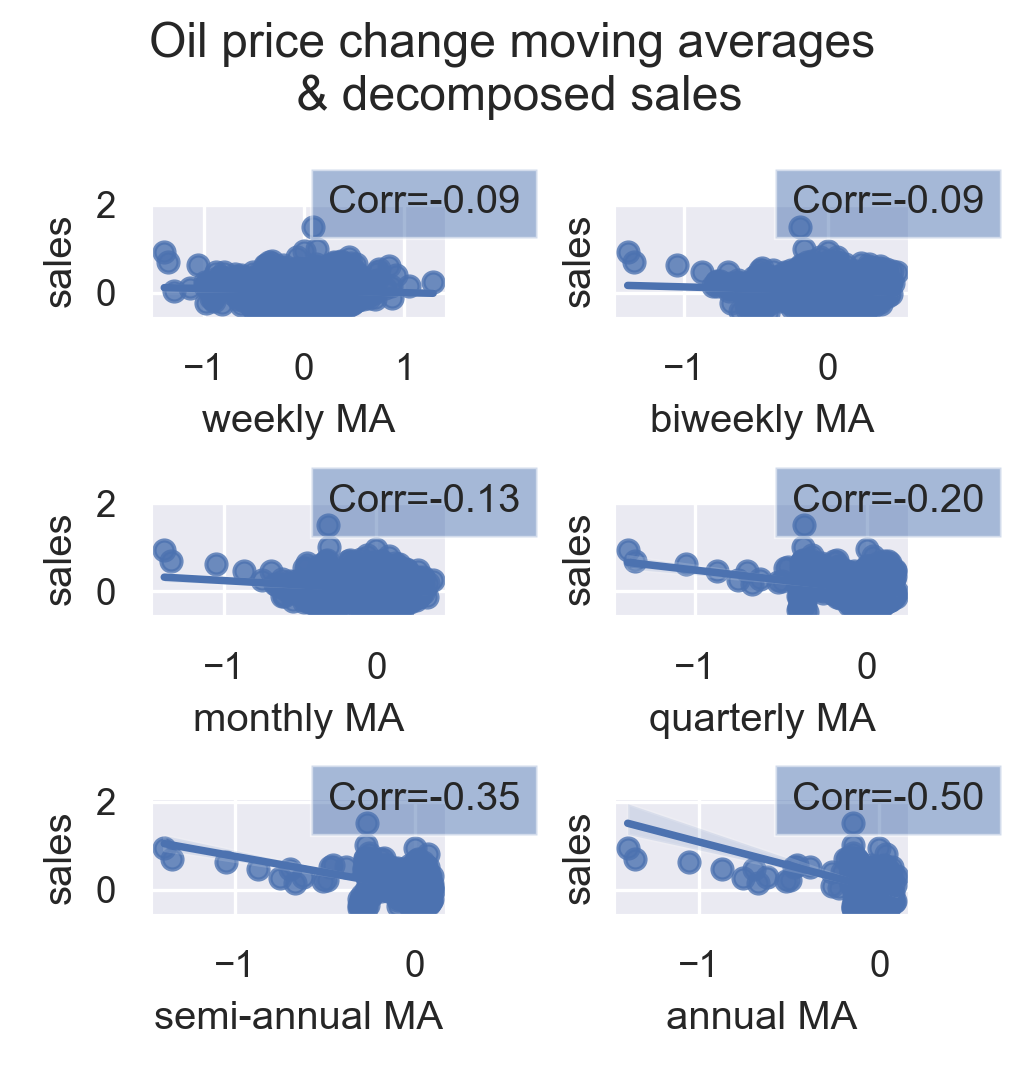 Oil price change moving averages
& decomposed sales
Corr=-0.09
Corr=-0.09
2
0
sales
sales
−1 0 1
−1 0
weekly MA
biweekly MA
Corr=-0.13
Corr=-0.20
2
0
sales
sales
−1 0
−1 0
monthly MA
quarterly MA
Corr=-0.35
Corr=-0.50
2
0
sales
sales
−1 0
−1 0
semi-annual MA
annual MA